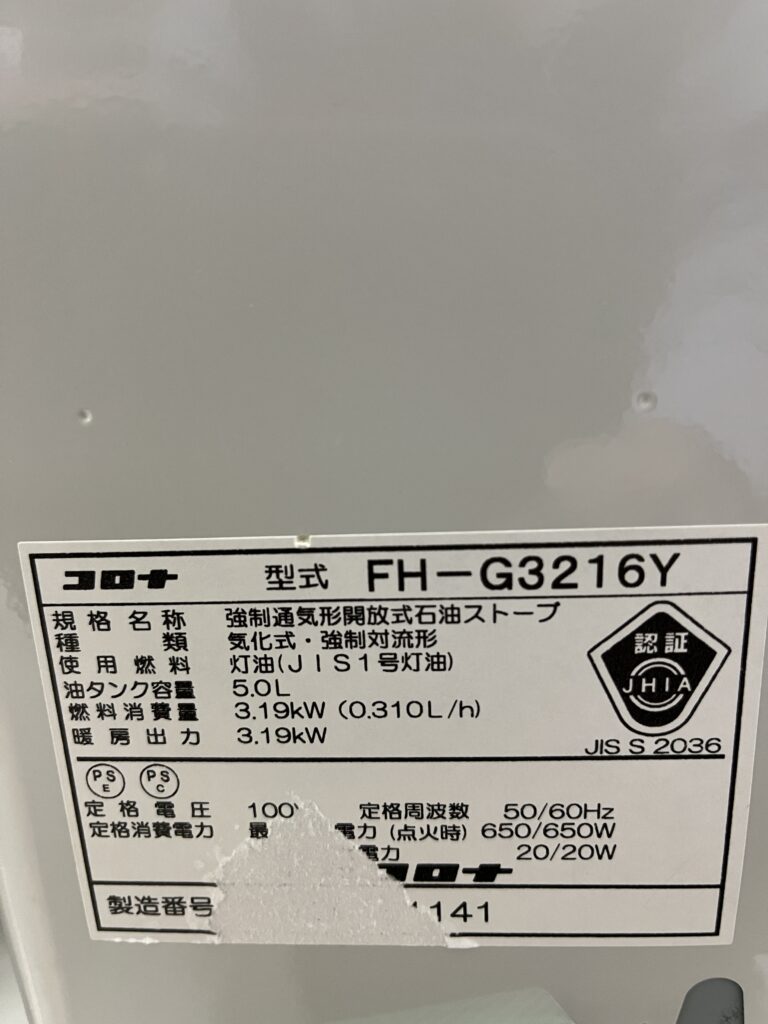 コロナ 型式 FH-G3216Y
規格名称 強制通気形開放式石油ストーブ
種類 気化式・強制対流形
使用燃料 灯油(JIS1号灯油)
油タンク容量 5.0L
燃料消費量 3.19kW (0.310L/h)
暖房出力 3.19kW
認証
JHIA
JIS S 2036
PS E PS C
定格電圧 100 定格周波数 50/60Hz
定格消費電力 最 電力 (点火時) 650/650W
電力 20/20W
コロナ
製造番号 1141